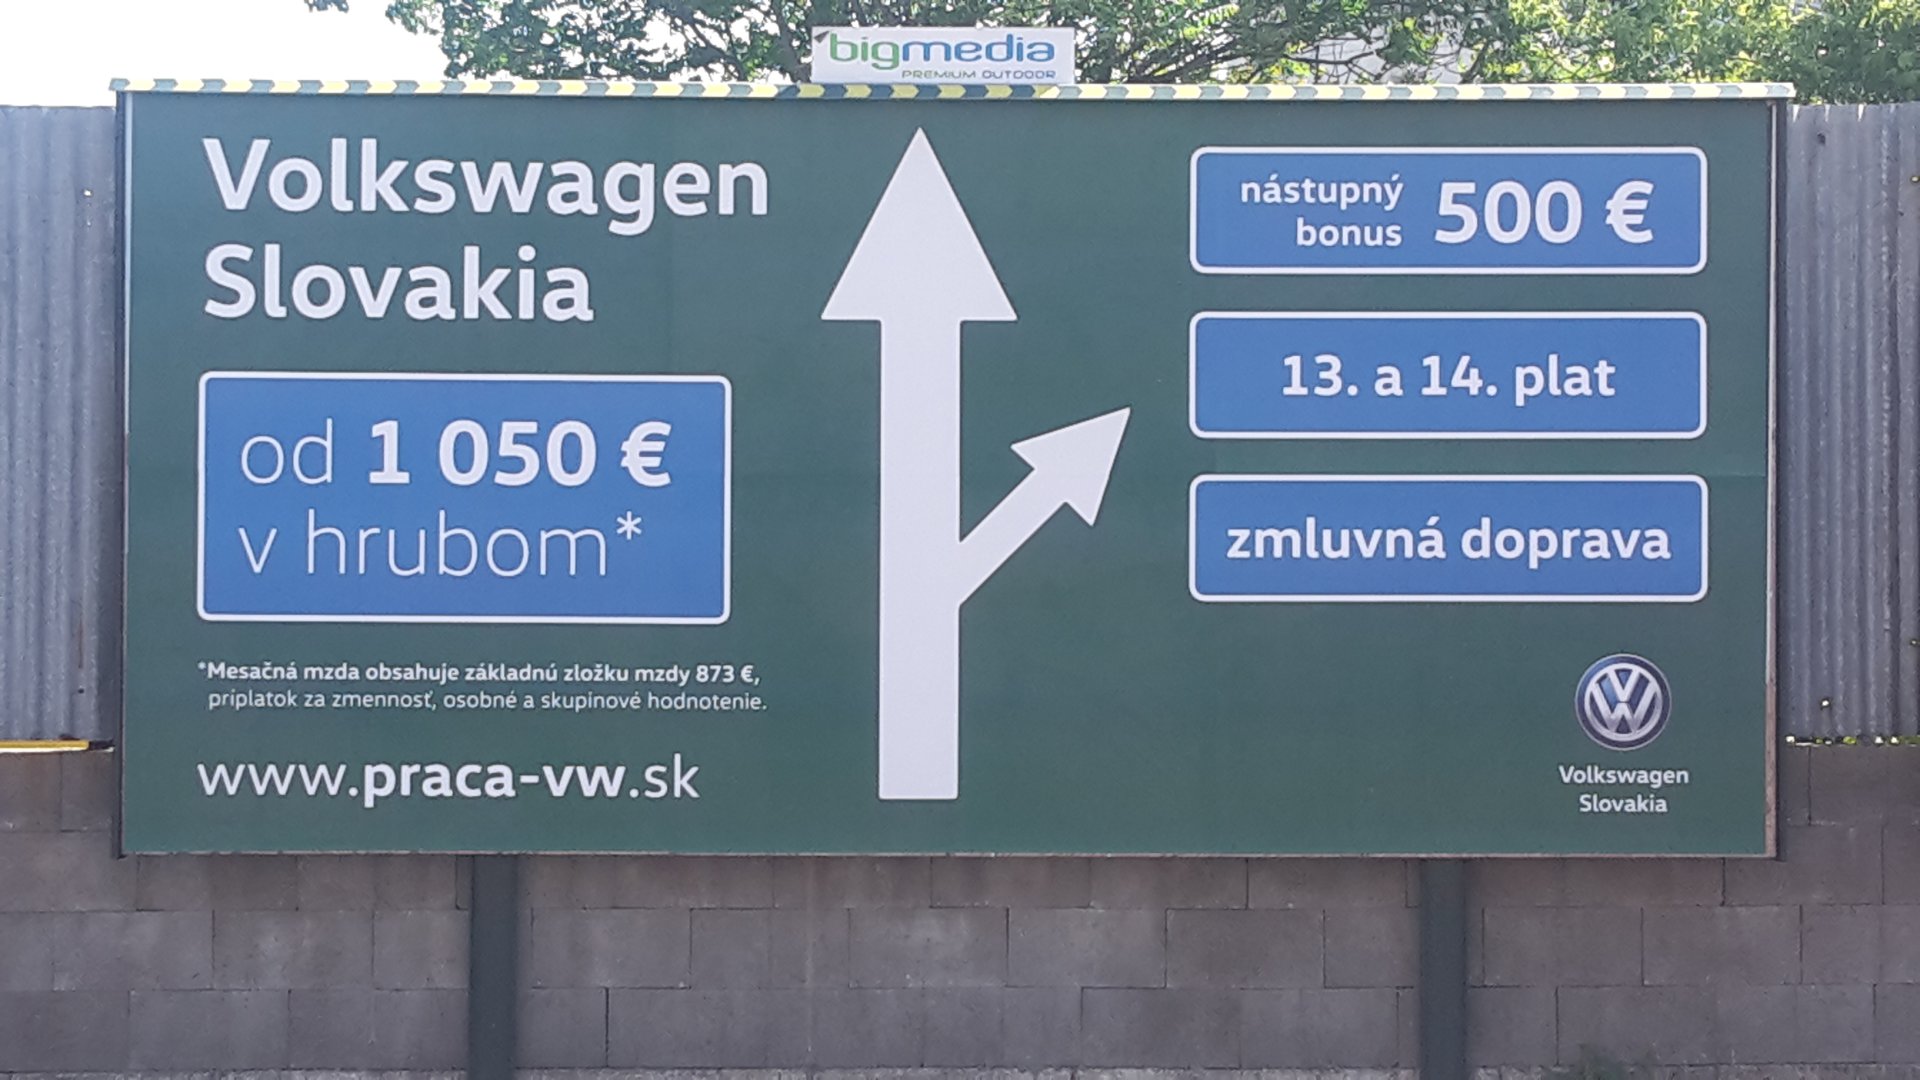 bigmedia
PREMIUM OUTDOOR
Volkswagen
Slovakia
od 1 050 €
v hrubom*
*Mesačná mzda obsahuje základnú zložku mzdy 873 €,
príplatok za zmennosť, osobné a skupinové hodnotenie.
www.praca-vw.sk
nástupný
bonus 500 €
13. a 14. plat
zmluvná doprava
Volkswagen
Slovakia